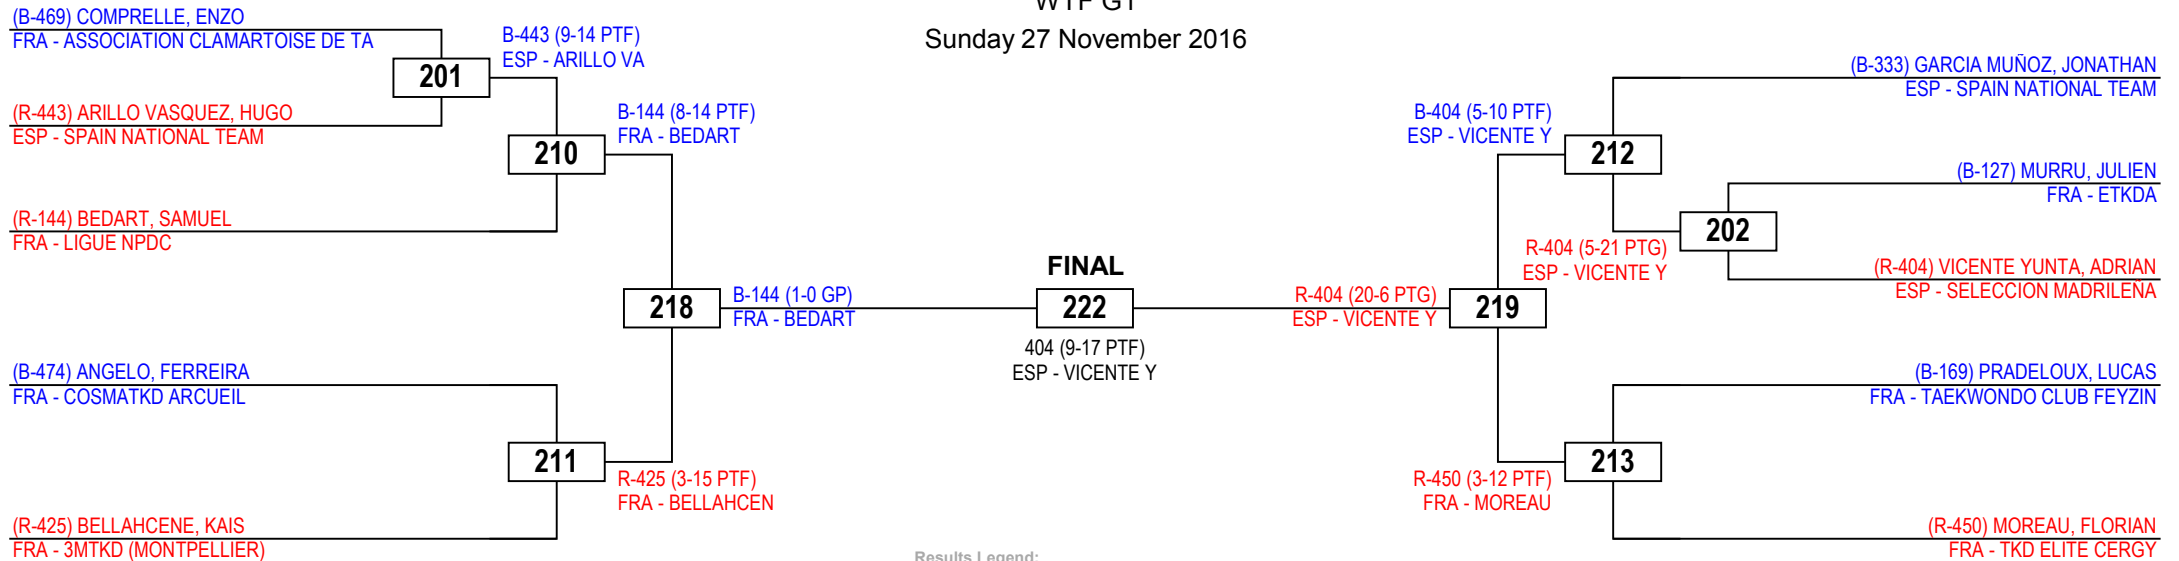 WTF G1
Sunday 27 November 2016
(B-469) COMPRELLE, ENZO
FRA - ASSOCIATION CLAMARTOISE DE TA
(R-443) ARILLO VASQUEZ, HUGO
ESP - SPAIN NATIONAL TEAM
201
B-443 (9-14 PTF)
ESP - ARILLO VA
(R-144) BEDART, SAMUEL
FRA - LIGUE NPDC
210
B-144 (8-14 PTF)
FRA - BEDART
(B-474) ANGELO, FERREIRA
FRA - COSMATKD ARCUEIL
(R-425) BELLAHCENE, KAIS
FRA - 3MTKD (MONTPELLIER)
211
R-425 (3-15 PTF)
FRA - BELLAHCEN
218
B-144 (1-0 GP)
FRA - BEDART
FINAL
222
404 (9-17 PTF)
ESP - VICENTE Y
R-404 (20-6 PTG)
ESP - VICENTE Y
219
B-404 (5-10 PTF)
ESP - VICENTE Y
212
(B-333) GARCIA MUÑOZ, JONATHAN
ESP - SPAIN NATIONAL TEAM
R-404 (5-21 PTG)
ESP - VICENTE Y
202
(B-127) MURRU, JULIEN
FRA - ETKDA
(R-404) VICENTE YUNTA, ADRIAN
ESP - SELECCION MADRILEÑA
R-450 (3-12 PTF)
FRA - MOREAU
213
(B-169) PRADELOUX, LUCAS
FRA - TAEKWONDO CLUB FEYZIN
(R-450) MOREAU, FLORIAN
FRA - TKD ELITE CERGY
Results Legend: